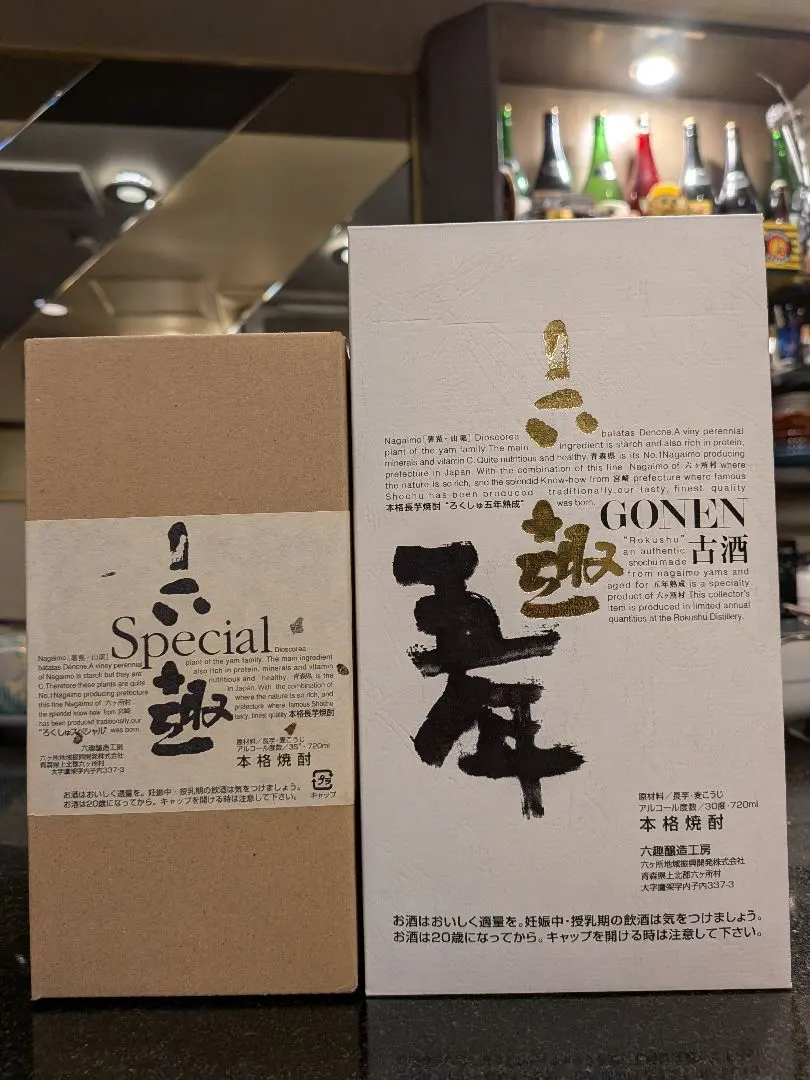 六
趣
Special
Nagaimo[薯蕷・山薬] Dioscorea
batatas Dencne.A viney perennial plant of the yam family. The main ingredient
of Nagaimo is starch but they are also rich in protein, minerals and vitamin
C. Therefore these plants are quite nutritious and healthy. 青森県 is the
No.1Nagaimo producing prefecture in Japan. With the combination of
this fine Nagaimo of 六ヶ所村 where the nature is so rich, and
the splendid know-how from 宮崎 prefecture where famous Shochu
has been produced traditionally,our tasty, finest quality 本格長芋焼酎
"ろくしゅスペシャル" was born.
六趣醸造工房
六ヶ所地域振興開発株式会社
青森県上北郡六ヶ所村
大字鷹架字内子内337-3
原材料／長芋・麦こうじ
アルコール度数／35°・720ml
本格焼酎
お酒はおいしく適量を。妊娠中・授乳期の飲酒は気をつけましょう。
お酒は20歳になってから。キャップを開ける時は注意して下さい。
プラ
キャップ
六
趣
Nagaimo[薯蕷・山薬] Dioscorea batatas Dencne.A viny perennial
plant of the yam family The main ingredient is starch and also rich in protein,
minerals and vitamin C.Quite nutritious and healthy. 青森県 is its No.1Nagaimo producing
prefecture in Japan. With the combination of this fine Nagaimo of 六ヶ所村 where
the nature is so rich, and the splendid Know-how from 宮崎 prefecture where famous
Shochu has been produced traditionally,our tasty, finest quality
本格長芋焼酎 "ろくしゅ五年熟成" was born.
GONEN
古酒
"Rokushu"
an authentic
shochu made
from nagaimo yams and
aged for 五年熟成 is a specialty
product of 六ヶ所村 This collector's
item is produced in limited annual
quantities at the Rokushu Distillery.
五年
原材料／長芋・麦こうじ
アルコール度数／30度・720ml
本格焼酎
六趣醸造工房
六ヶ所地域振興開発株式会社
青森県上北郡六ヶ所村
大字鷹架字内子内337-3
お酒はおいしく適量を。妊娠中・授乳期の飲酒は気をつけましょう。
お酒は20歳になってから。キャップを開ける時は注意して下さい。